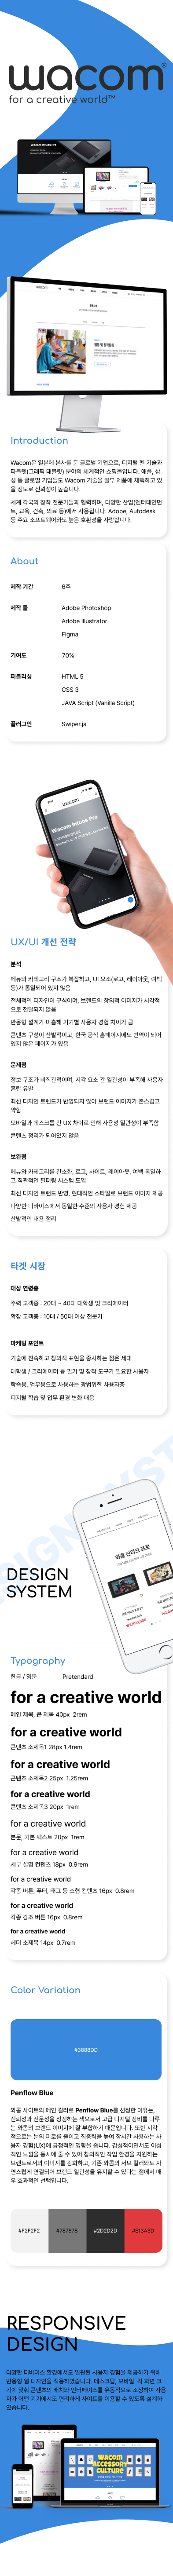 wacom®
for a creative world™
Introduction
Wacom은 일본에 본사를 둔 글로벌 기업으로, 디지털 펜 기술과
타블렛(그래픽 태블릿) 분야의 세계적인 쇼핑몰입니다. 애플, 삼
성 등 글로벌 기업들도 Wacom 기술을 일부 제품에 채택하고 있
을 정도로 신뢰성이 높습니다.
세계 각국의 창작 전문가들과 협력하며, 다양한 산업(엔터테인먼
트, 교육, 건축, 의료 등)에서 사용됩니다. Adobe, Autodesk
등 주요 소프트웨어와도 높은 호환성을 자랑합니다.
About
제작 기간 6주
제작 툴 Adobe Photoshop
Adobe Illustrator
Figma
기여도 70%
퍼블리싱 HTML 5
CSS 3
JAVA Script (Vanilla Script)
플러그인 Swiper.js
wacom
Wacom Intuos Pro
UX/UI 개선 전략
분석
메뉴와 카테고리 구조가 복잡하고, UI 요소(로고, 레이아웃, 여백
등)가 통일되어 있지 않음
전체적인 디자인이 구식이며, 브랜드의 창의적 이미지가 시각적
으로 전달되지 않음
반응형 설계가 미흡해 기기별 사용자 경험 차이가 큼
콘텐츠 구성이 산발적이고, 한국 공식 홈페이지에도 번역이 되어
있지 않은 페이지가 있음
문제점
정보 구조가 비직관적이며, 시각 요소 간 일관성이 부족해 사용자
혼란 유발
최신 디자인 트렌드가 반영되지 않아 브랜드 이미지가 촌스럽고
약함
모바일과 데스크톱 간 UX 차이로 인해 사용성 일관성이 부족함
콘텐츠 정리가 되어있지 않음
보완점
메뉴와 카테고리를 간소화, 로고, 사이트, 레이아웃, 여백 통일하
고 직관적인 필터링 시스템 도입
최신 디자인 트렌드 반영, 현대적인 스타일로 브랜드 이미지 제공
다양한 디바이스에서 동일한 수준의 사용자 경험 제공
산발적인 내용 정리
타겟 시장
대상 연령층
주력 고객층 : 20대 ~ 40대 대학생 및 크리에이터
확장 고객층 : 10대 / 50대 이상 전문가
마케팅 포인트
기술에 친숙하고 창의적 표현을 중시하는 젊은 세대
대학생 / 크리에이터 등 필기 및 창작 도구가 필요한 사용자
학습용, 업무용으로 사용하는 광범위한 사용자층
디지털 학습 및 업무 환경 변화 대응
와콤 신티크 프로
DESIGN
SYSTEM
Typography
한글 / 영문 Pretendard
for a creative world
메인 제목, 큰 제목 40px 2rem
for a creative world
콘텐츠 소제목1 28px 1.4rem
for a creative world
콘텐츠 소제목2 25px 1.25rem
for a creative world
콘텐츠 소제목3 20px 1rem
for a creative world
본문, 기본 텍스트 20px 1rem
for a creative world
세부 설명 컨텐츠 18px 0.9rem
for a creative world
각종 버튼, 푸터, 태그 등 소형 컨텐츠 16px 0.8rem
for a creative world
각종 강조 버튼 16px 0.8rem
for a creative world
헤더 소제목 14px 0.7rem
Color Variation
#3888DD
Penflow Blue
와콤 사이트의 메인 컬러로 Penflow Blue를 선정한 이유는,
신뢰성과 전문성을 상징하는 색으로서 고급 디지털 장비를 다루
는 와콤의 브랜드 이미지에 잘 부합하기 때문입니다. 또한 시각
적으로는 눈의 피로를 줄이고 집중력을 높여 장시간 사용하는 사
용자 경험(UX)에 긍정적인 영향을 줍니다. 감성적이면서도 이성
적인 느낌을 동시에 줄 수 있어 창의적인 작업 환경을 지원하는
브랜드로서의 이미지를 강화하고, 기존 와콤의 서브 컬러와도 자
연스럽게 연결되어 브랜드 일관성을 유지할 수 있다는 점에서 매
우 효과적인 선택입니다.
#F2F2F2 #787878 #2D2D2D #E13A3D
RESPONSIVE
DESIGN
다양한 디바이스 환경에서도 일관된 사용자 경험을 제공하기 위해
반응형 웹 디자인을 적용하였습니다. 데스크탑, 모바일 각 화면 크
기에 맞춰 콘텐츠의 배치와 인터페이스를 유동적으로 조정하여 사용
자가 어떤 기기에서도 편리하게 사이트를 이용할 수 있도록 설계하
였습니다.
WACOM
ACCESSORY
CULTURE